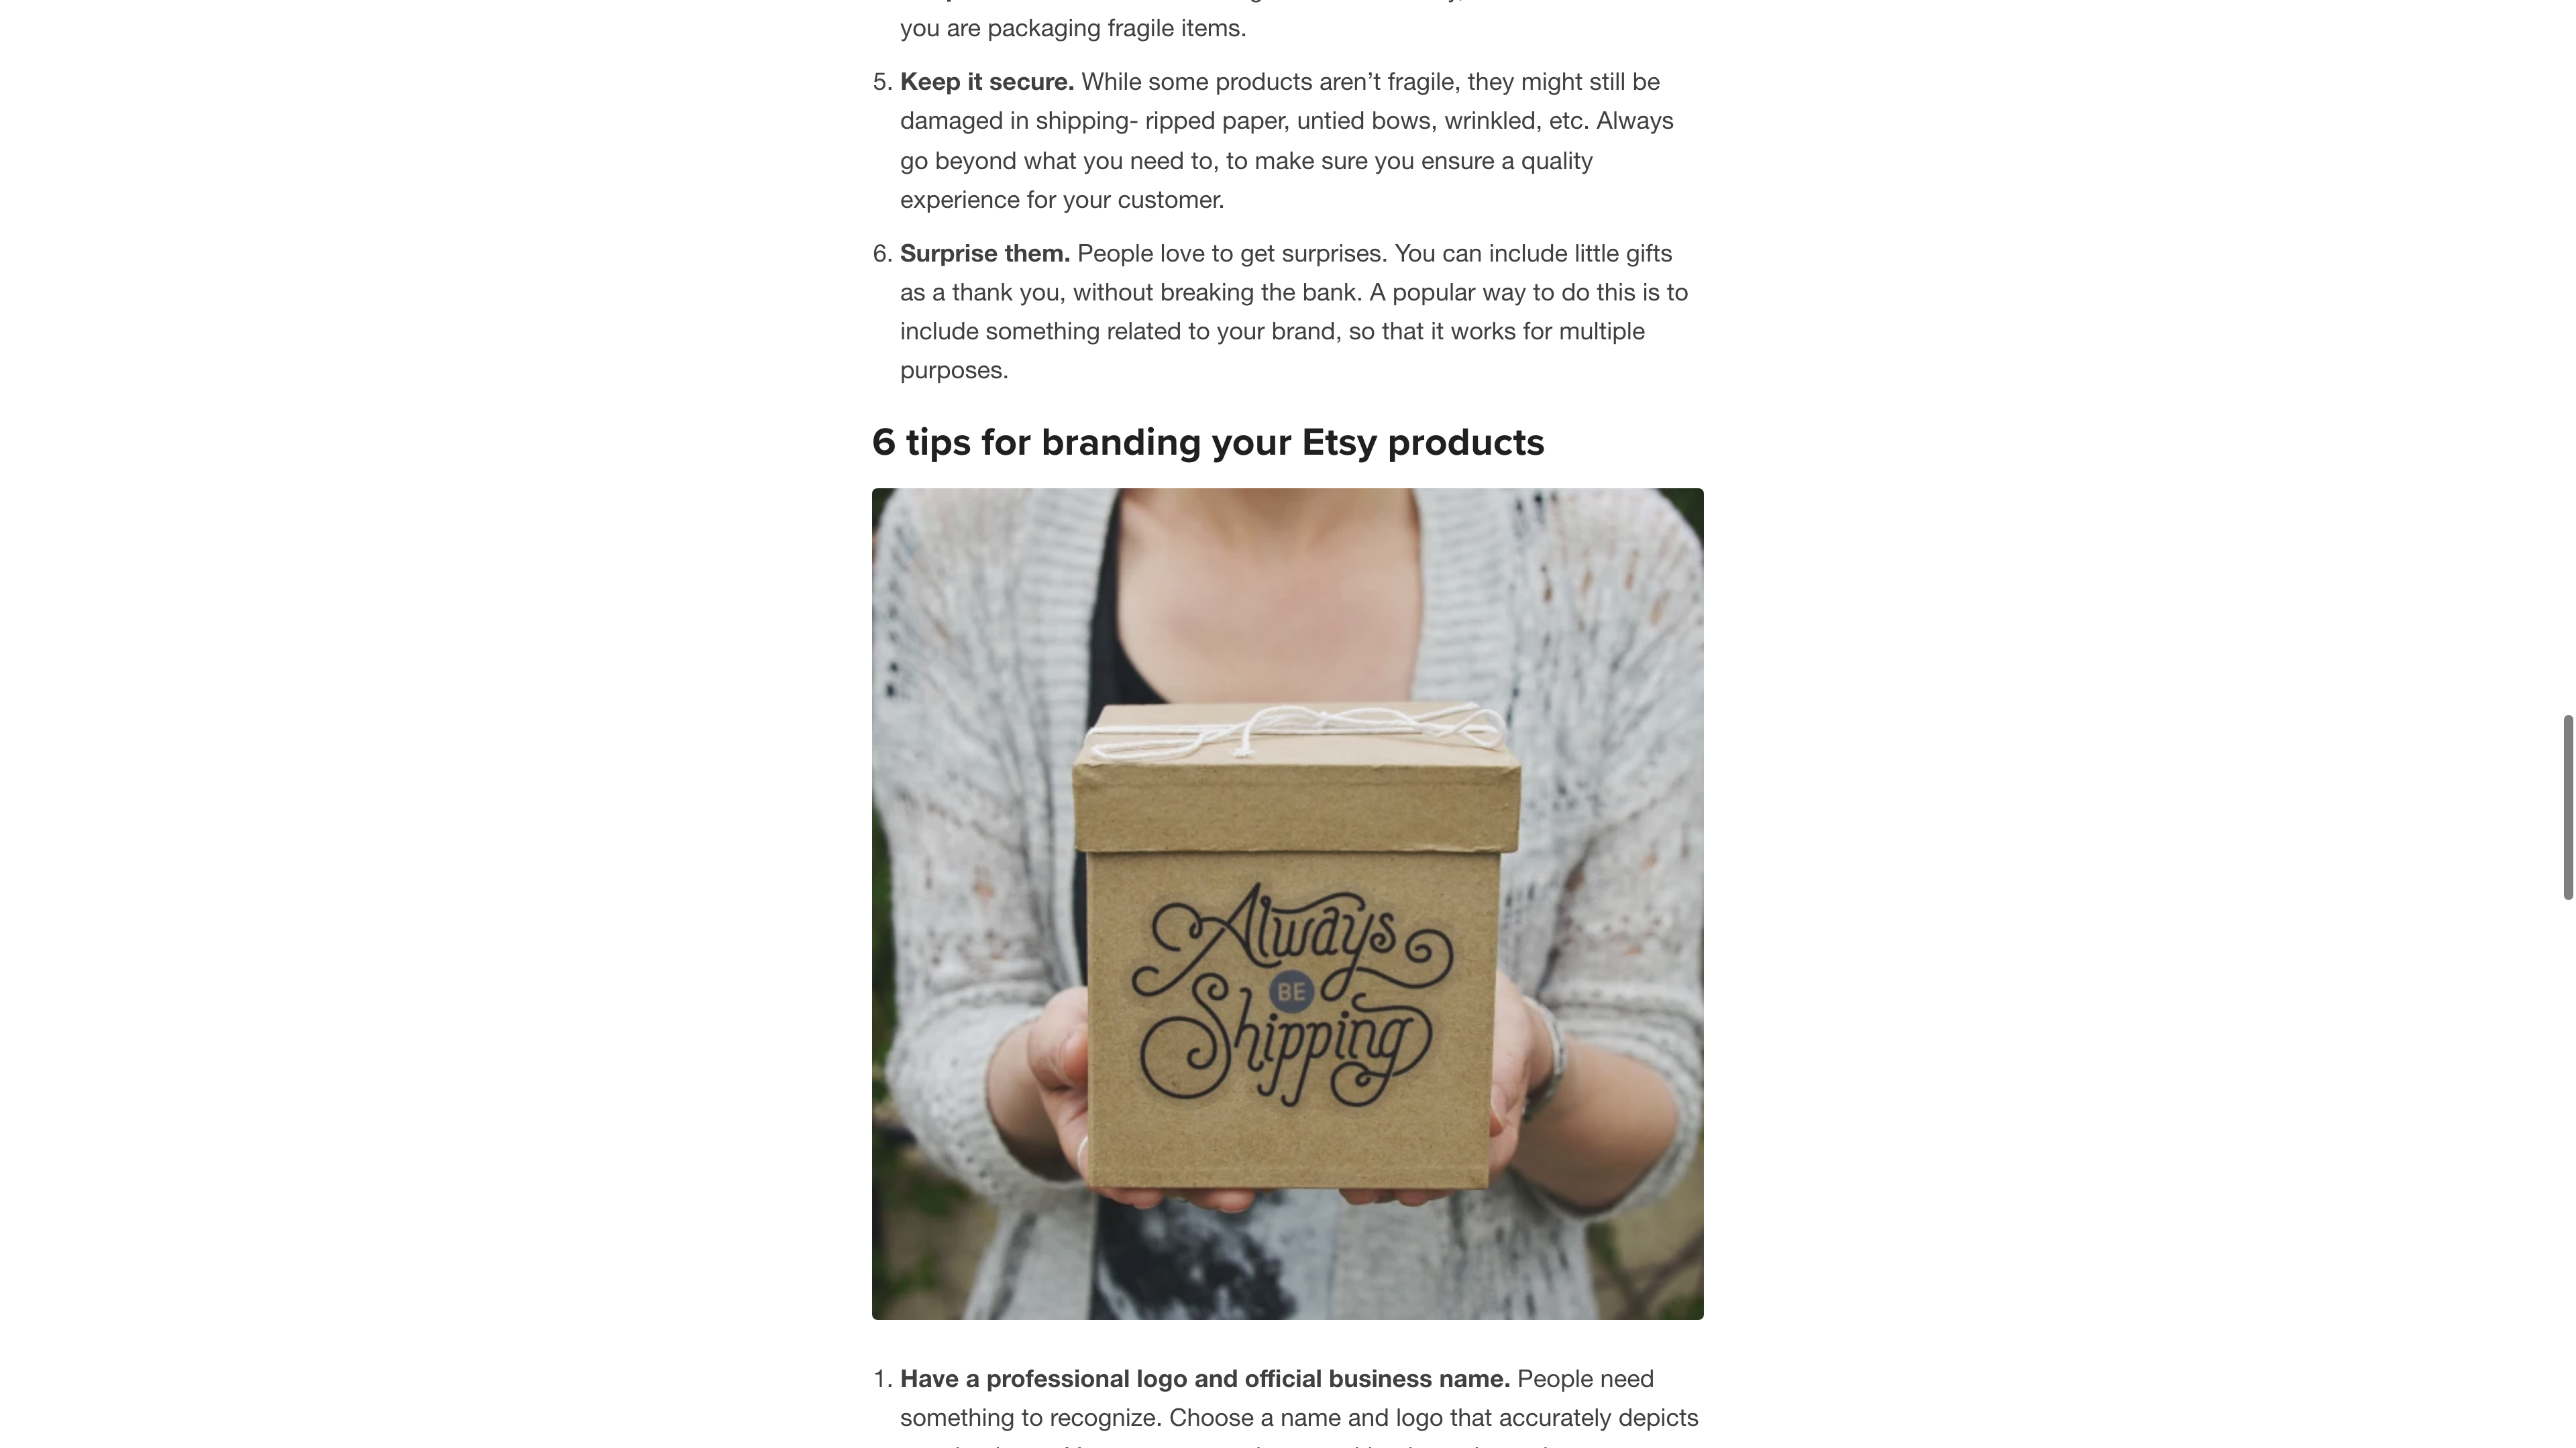 you are packaging fragile items.
5. Keep it secure. While some products aren’t fragile, they might still be
damaged in shipping- ripped paper, untied bows, wrinkled, etc. Always
go beyond what you need to, to make sure you ensure a quality
experience for your customer.
6. Surprise them. People love to get surprises. You can include little gifts
as a thank you, without breaking the bank. A popular way to do this is to
include something related to your brand, so that it works for multiple
purposes.
6 tips for branding your Etsy products
Always
BE
Shipping
1. Have a professional logo and official business name. People need
something to recognize. Choose a name and logo that accurately depicts